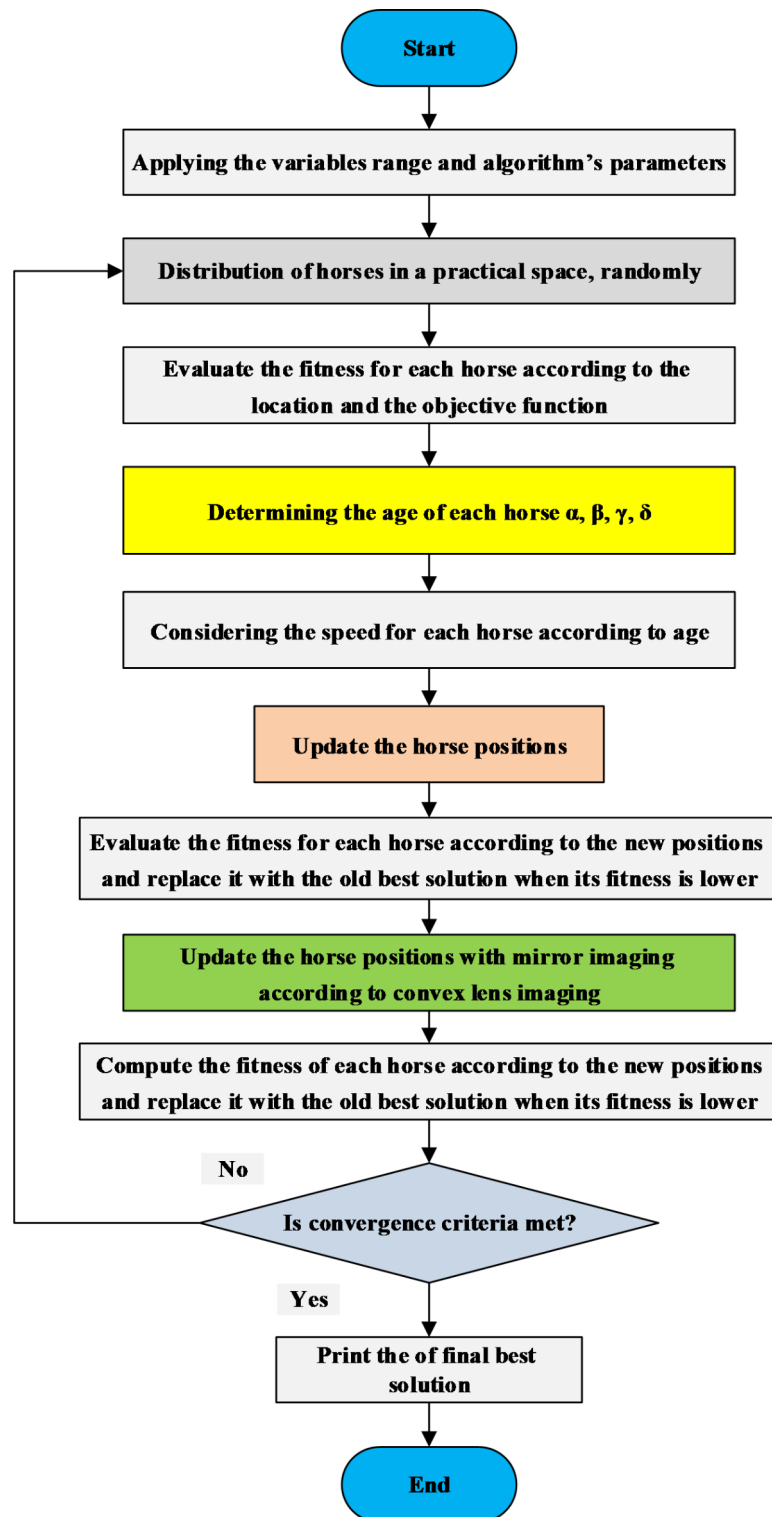 Start
Applying the variables range and algorithm's parameters
Distribution of horses in a practical space, randomly
Evaluate the fitness for each horse according to the
location and the objective function
Determining the age of each horse α, β, γ, δ
Considering the speed for each horse according to age
Update the horse positions
Evaluate the fitness for each horse according to the new positions
and replace it with the old best solution when its fitness is lower
Update the horse positions with mirror imaging
according to convex lens imaging
Compute the fitness of each horse according to the new positions
and replace it with the old best solution when its fitness is lower
No
Is convergence criteria met?
Yes
Print the of final best
solution
End